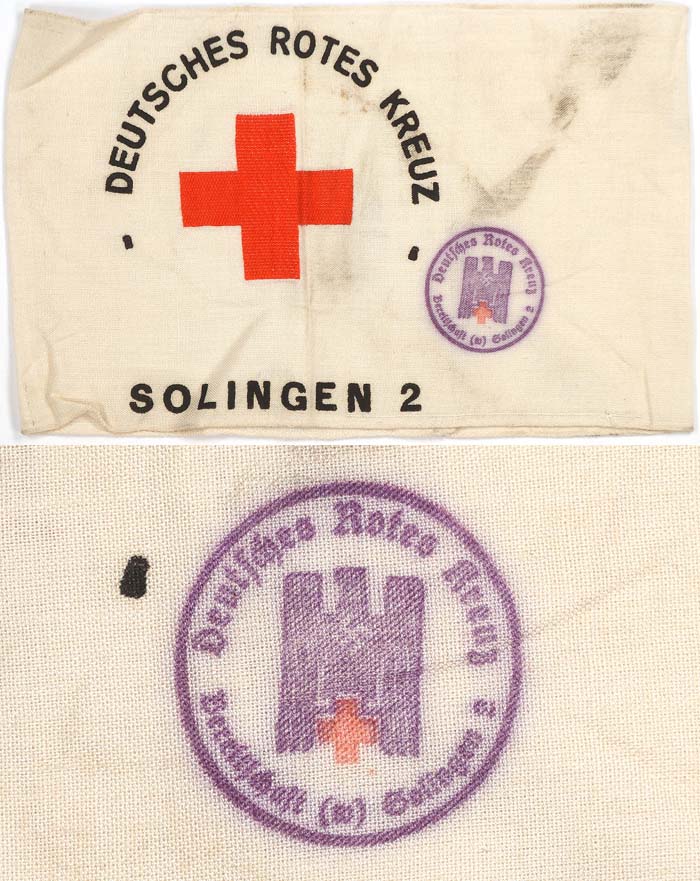 DEUTSCHES ROTES KREUZ
SOLINGEN 2
Deutsches Rotes Kreuz
Bereitschaft (w) Solingen 2
Deutsches Rotes Kreuz
Bereitschaft (w) Solingen 2